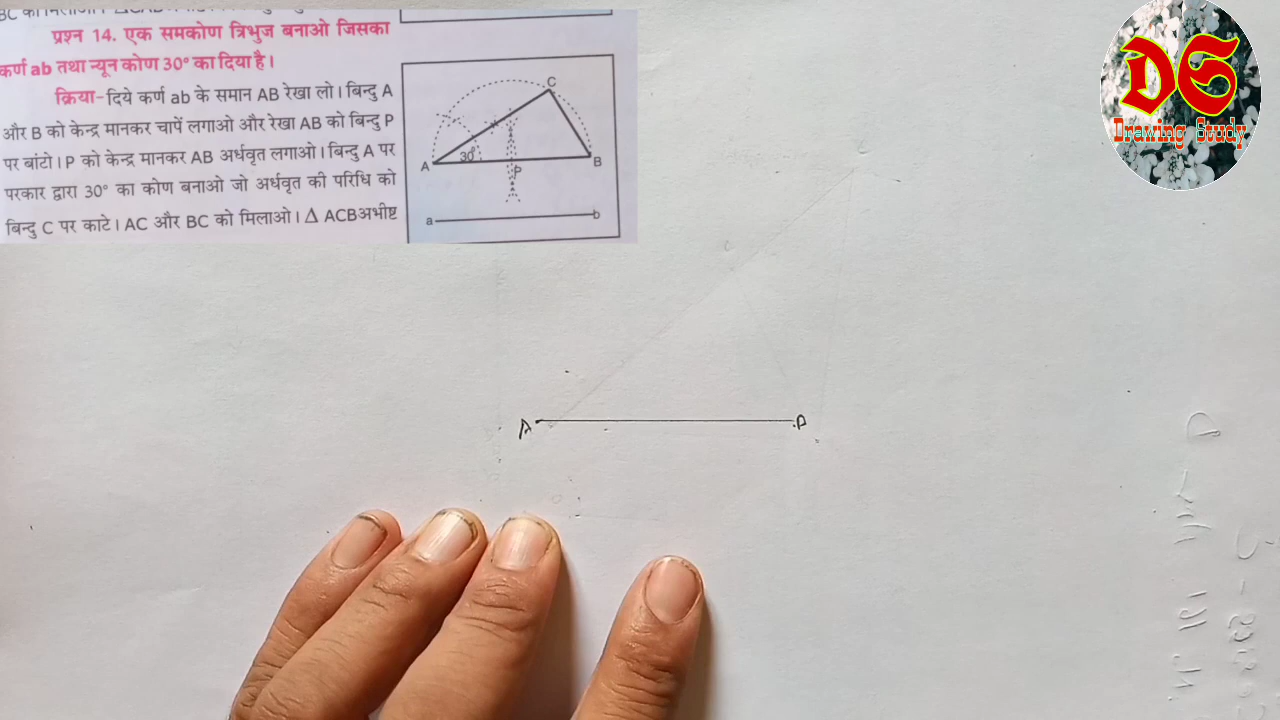 प्रश्न 14. एक समकोण त्रिभुज बनाओ जिसका
कर्ण ab तथा न्यून कोण 30° का दिया है।
क्रिया-दिये कर्ण ab के समान AB रेखा लो। बिन्दु A
और B को केन्द्र मानकर चापें लगाओ और रेखा AB को बिन्दु P
पर बांटो। P को केन्द्र मानकर AB अर्धवृत लगाओ। बिन्दु A पर
परकार द्वारा 30° का कोण बनाओ जो अर्धवृत की परिधि को
बिन्दु C पर काटे। AC और BC को मिलाओ। Δ ACBअभीष्ट
C
A
30°
P
B
a
b
DS
Drawing Study
A